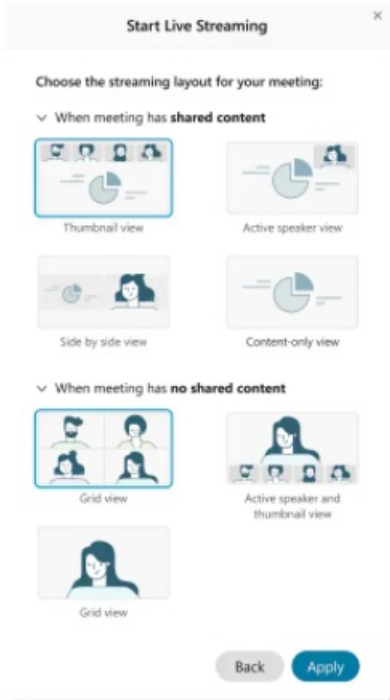 Start Live Streaming
Choose the streaming layout for your meeting:
When meeting has shared content
Thumbnail view
Active speaker view
Side by side view
Content-only view
When meeting has no shared content
Grid view
Active speaker and
thumbnail view
Grid view
Back
Apply